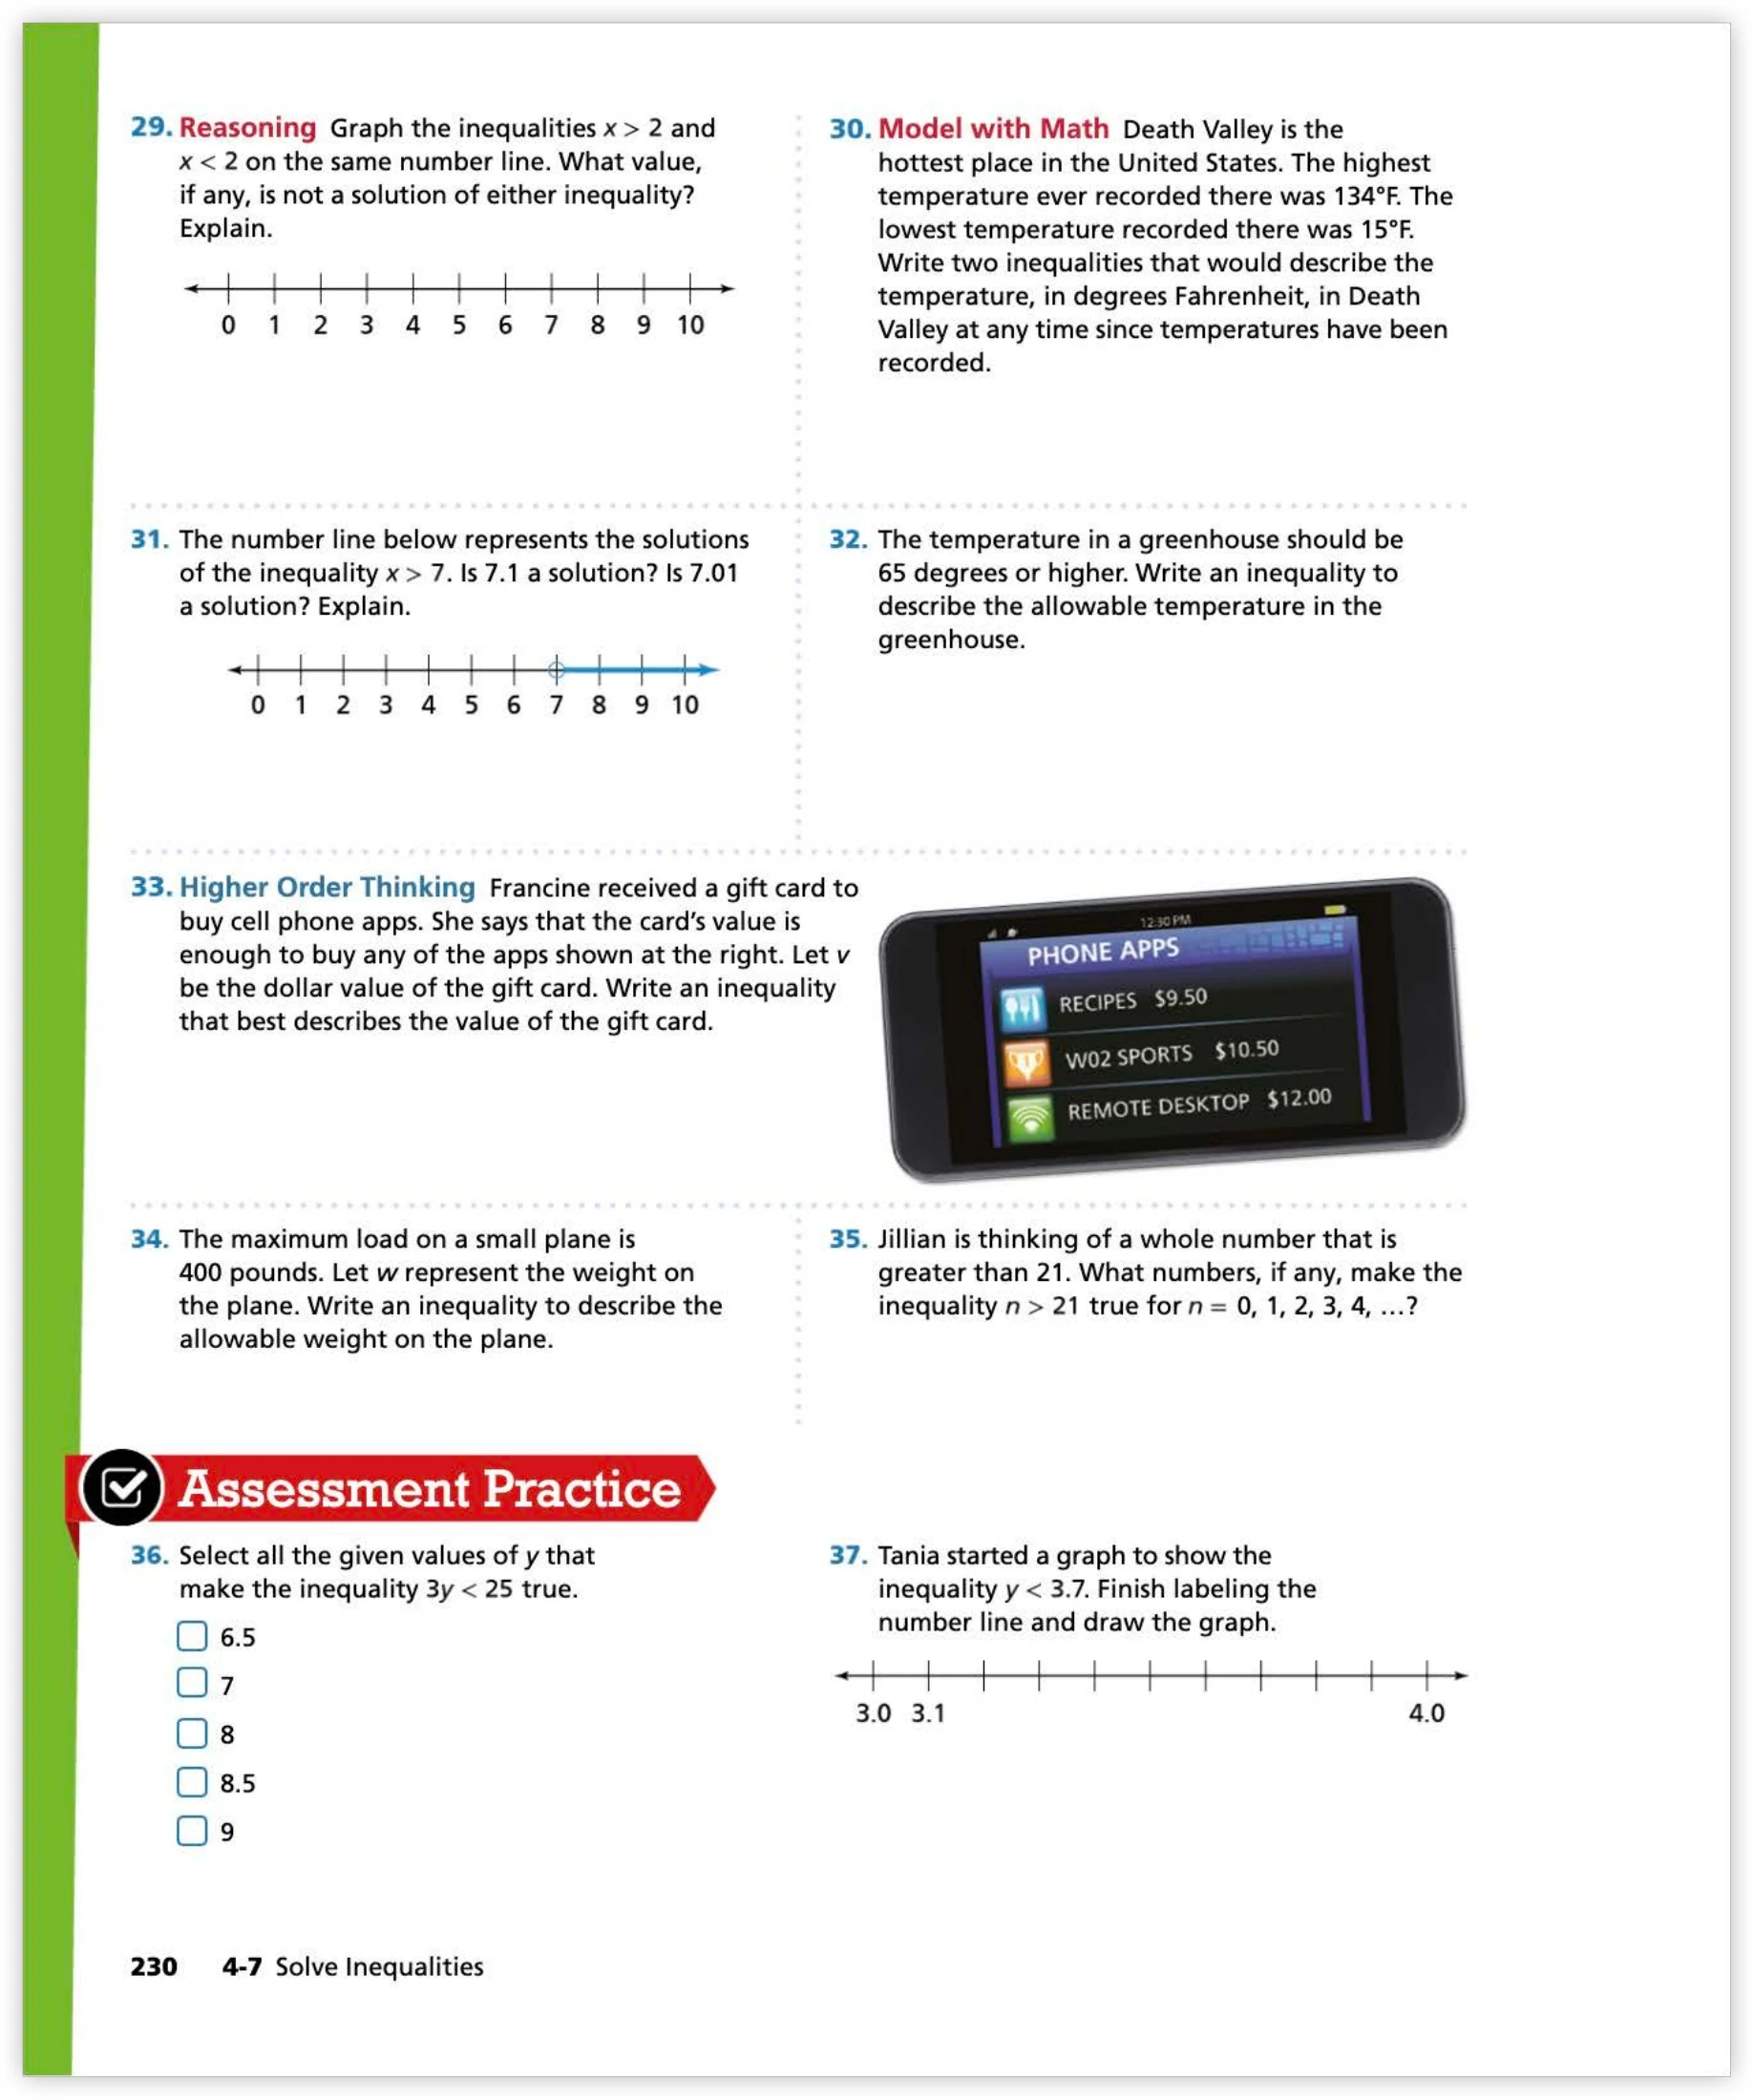 29. Reasoning Graph the inequalities x > 2 and
x < 2 on the same number line. What value,
if any, is not a solution of either inequality?
Explain.
0 1 2 3 4 5 6 7 8 9 10
30. Model with Math Death Valley is the
hottest place in the United States. The highest
temperature ever recorded there was 134°F. The
lowest temperature recorded there was 15°F.
Write two inequalities that would describe the
temperature, in degrees Fahrenheit, in Death
Valley at any time since temperatures have been
recorded.
31. The number line below represents the solutions
of the inequality x > 7. Is 7.1 a solution? Is 7.01
a solution? Explain.
0 1 2 3 4 5 6 7 8 9 10
32. The temperature in a greenhouse should be
65 degrees or higher. Write an inequality to
describe the allowable temperature in the
greenhouse.
33. Higher Order Thinking Francine received a gift card to
buy cell phone apps. She says that the card's value is
enough to buy any of the apps shown at the right. Let v
be the dollar value of the gift card. Write an inequality
that best describes the value of the gift card.
12:30 PM
PHONE APPS
RECIPES $9.50
W02 SPORTS $10.50
REMOTE DESKTOP $12.00
34. The maximum load on a small plane is
400 pounds. Let w represent the weight on
the plane. Write an inequality to describe the
allowable weight on the plane.
35. Jillian is thinking of a whole number that is
greater than 21. What numbers, if any, make the
inequality n > 21 true for n = 0, 1, 2, 3, 4, ...?
Assessment Practice
36. Select all the given values of y that
make the inequality 3y < 25 true.
6.5
7
8
8.5
9
37. Tania started a graph to show the
inequality y < 3.7. Finish labeling the
number line and draw the graph.
3.0 3.1 4.0
230 4-7 Solve Inequalities